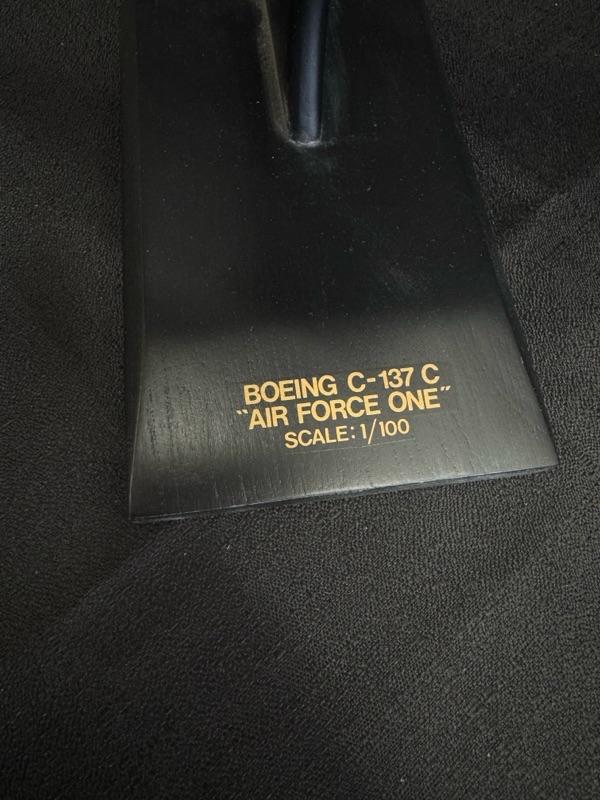 BOEING C-137 C
"AIR FORCE ONE"
SCALE: 1/100